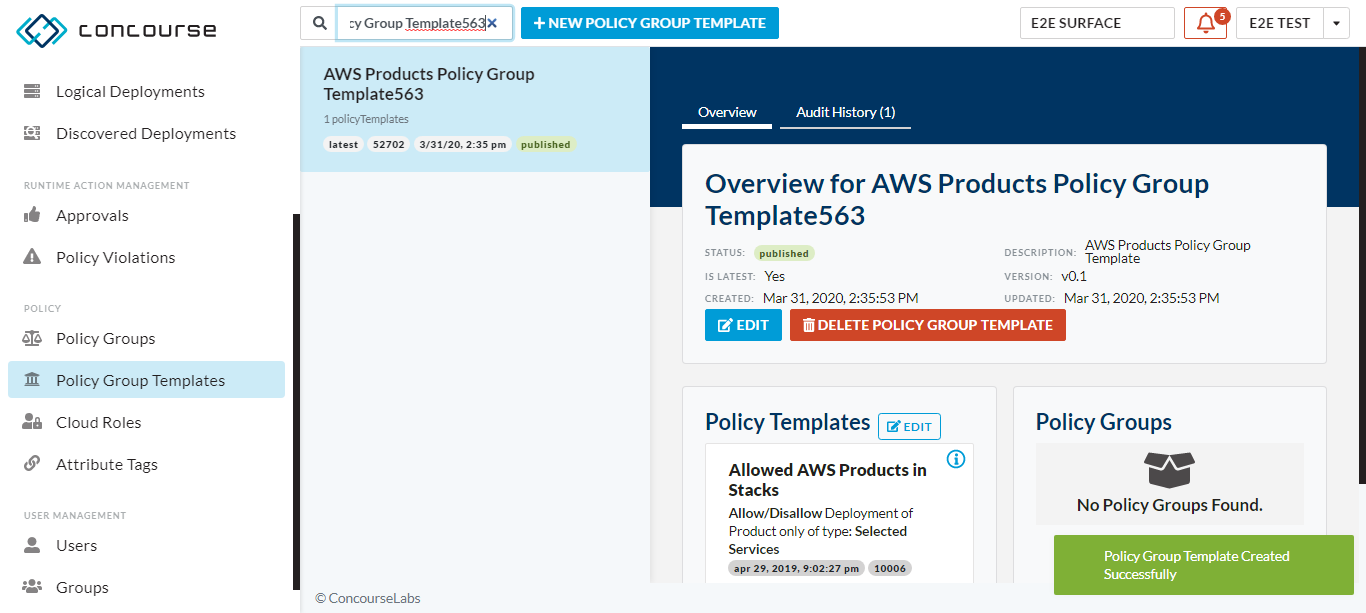 concourse
cy Group Template563
NEW POLICY GROUP TEMPLATE
E2E SURFACE
5
E2E TEST
Logical Deployments
Discovered Deployments
RUNTIME ACTION MANAGEMENT
Approvals
Policy Violations
POLICY
Policy Groups
Policy Group Templates
Cloud Roles
Attribute Tags
USER MANAGEMENT
Users
Groups
AWS Products Policy Group
Template563
1 policyTemplates
latest 52702 3/31/20, 2:35 pm published
Overview Audit History (1)
Overview for AWS Products Policy Group
Template563
STATUS: published
DESCRIPTION: AWS Products Policy Group
Template
IS LATEST: Yes
VERSION: v0.1
CREATED: Mar 31, 2020, 2:35:53 PM
UPDATED: Mar 31, 2020, 2:35:53 PM
EDIT DELETE POLICY GROUP TEMPLATE
Policy Templates EDIT
Allowed AWS Products in
Stacks
Allow/Disallow Deployment of
Product only of type: Selected
Services
apr 29, 2019, 9:02:27 pm 10006
Policy Groups
No Policy Groups Found.
Policy Group Template Created
Successfully
© ConcourseLabs